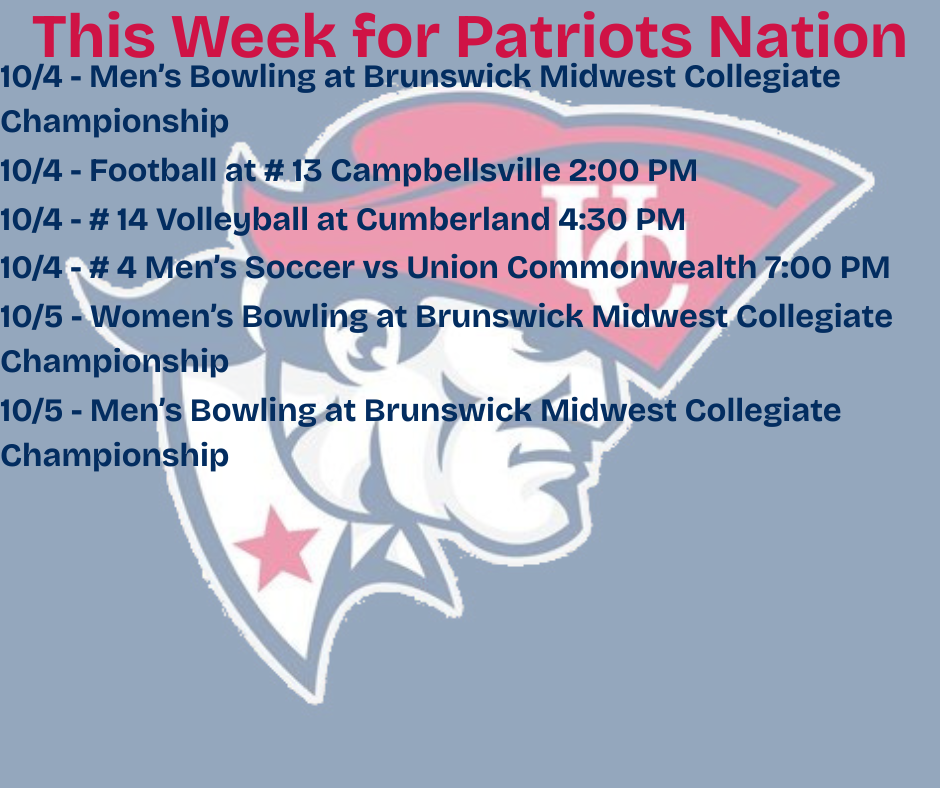 This Week for Patriots Nation
10/4 - Men’s Bowling at Brunswick Midwest Collegiate
Championship
10/4 - Football at # 13 Campbellsville 2:00 PM
10/4 - # 14 Volleyball at Cumberland 4:30 PM
10/4 - # 4 Men’s Soccer vs Union Commonwealth 7:00 PM
10/5 - Women’s Bowling at Brunswick Midwest Collegiate
Championship
10/5 - Men’s Bowling at Brunswick Midwest Collegiate
Championship
UC